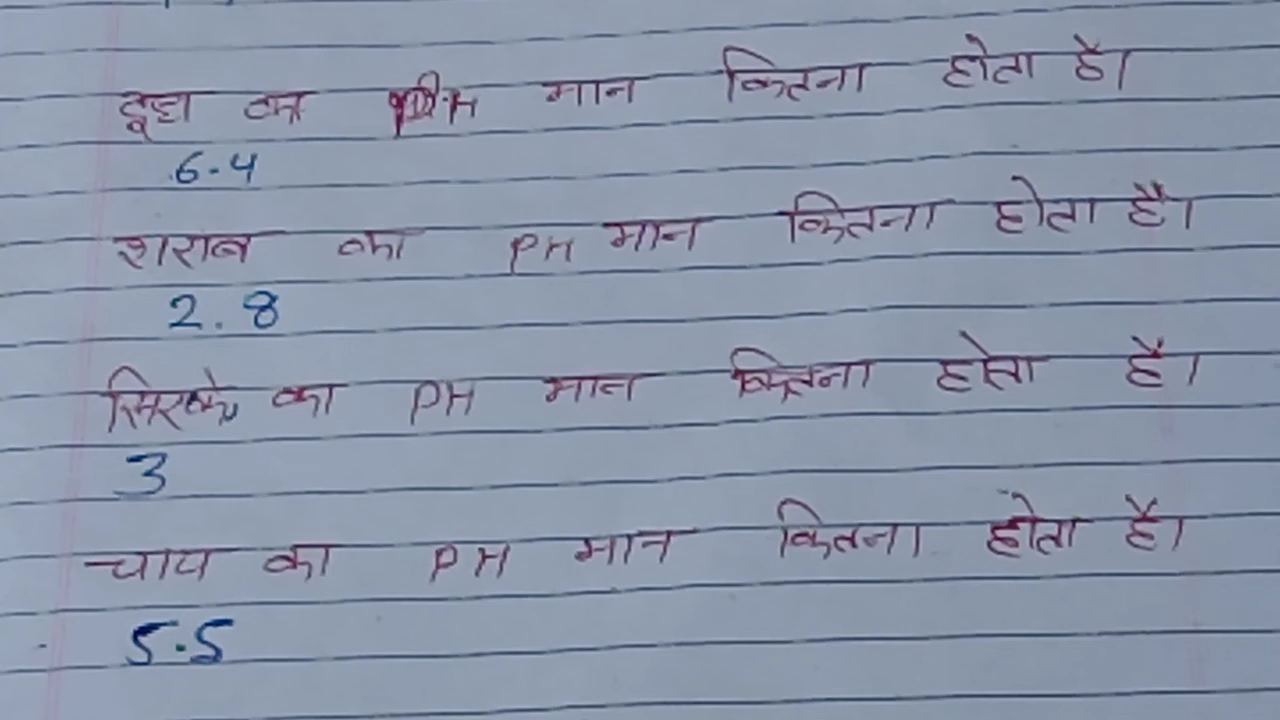 दूध का PH मान कितना होता है।
6.4
शराब का PH मान कितना होता है।
2.8
सिरके का PH मान कितना होता है।
3
चाय का PH मान कितना होता है।
5.5